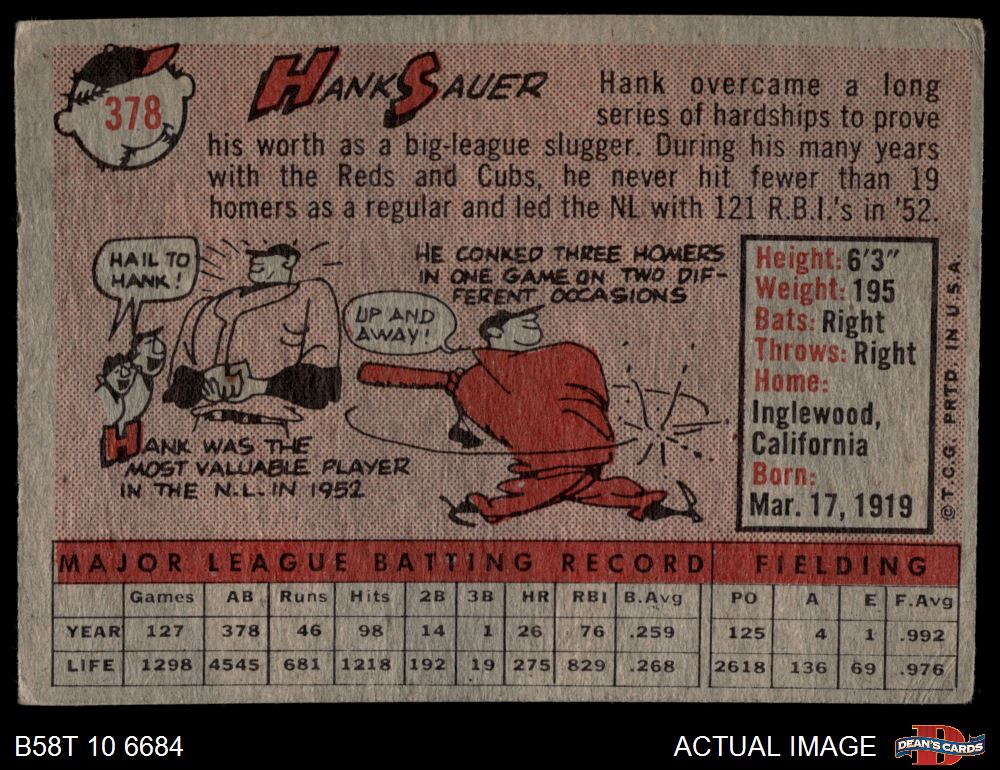 378
HANK SAUER
Hank overcame a long
series of hardships to prove
his worth as a big-league slugger. During his many years
with the Reds and Cubs, he never hit fewer than 19
homers as a regular and led the NL with 121 R.B.I.'s in '52.
HAIL TO
HANK!
HANK WAS THE
MOST VALUABLE PLAYER
IN THE N.L. IN 1952
HE CONKED THREE HOMERS
IN ONE GAME ON TWO DIF-
FERENT OCCASIONS
UP AND
AWAY!
Height: 6'3"
Weight: 195
Bats: Right
Throws: Right
Home:
Inglewood,
California
Born:
Mar. 17, 1919
©T.C.G. PRTD. IN U.S.A.
MAJOR LEAGUE BATTING RECORD FIELDING
Games AB Runs Hits 2B 3B HR RBI B.Avg PO A E F.Avg
YEAR 127 378 46 98 14 1 26 76 .259 125 4 1 .992
LIFE 1298 4545 681 1218 192 19 275 829 .268 2618 136 69 .976
B58T 10 6684
ACTUAL IMAGE
DEAN'S CARDS